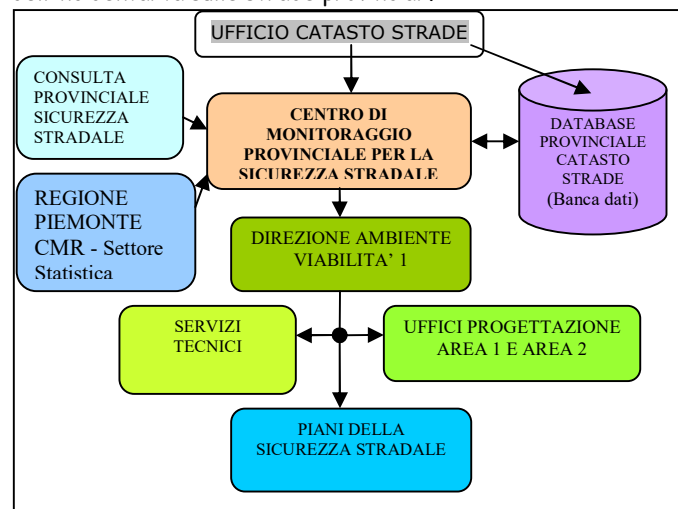 UFFICIO CATASTO STRADE
CONSULTA
PROVINCIALE
SICUREZZA
STRADALE
CENTRO DI
MONITORAGGIO
PROVINCIALE PER LA
SICUREZZA STRADALE
DATABASE
PROVINCIALE
CATASTO
STRADE
(Banca dati)
REGIONE
PIEMONTE
CMR - Settore
Statistica
DIREZIONE AMBIENTE
VIABILITA’ 1
SERVIZI
TECNICI
UFFICI PROGETTAZIONE
AREA 1 E AREA 2
PIANI DELLA
SICUREZZA STRADALE